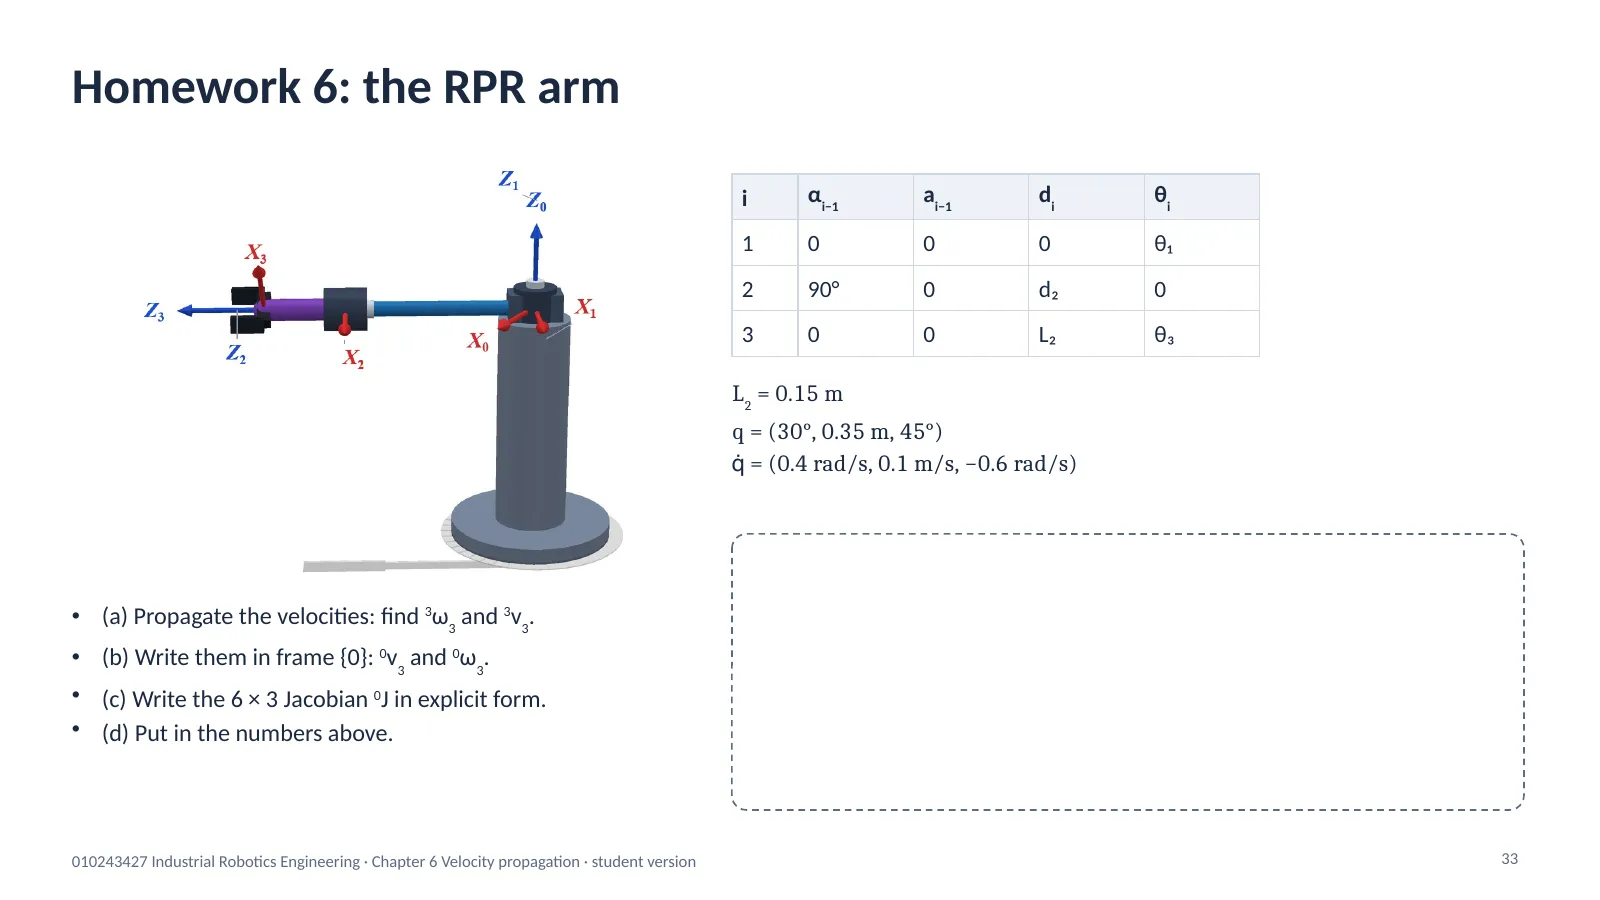 Homework 6: the RPR arm
Z₁
Z₀
X₃
Z₃
X₁
X₀
Z₂
X₂
i αᵢ₋₁ aᵢ₋₁ dᵢ θᵢ
1 0 0 0 θ₁
2 90° 0 d₂ 0
3 0 0 L₂ θ₃
L₂ = 0.15 m
q = (30°, 0.35 m, 45°)
q̇ = (0.4 rad/s, 0.1 m/s, −0.6 rad/s)
• (a) Propagate the velocities: find ³ω₃ and ³v₃.
• (b) Write them in frame {0}: ⁰v₃ and ⁰ω₃.
• (c) Write the 6 × 3 Jacobian ⁰J in explicit form.
• (d) Put in the numbers above.
010243427 Industrial Robotics Engineering · Chapter 6 Velocity propagation · student version
33